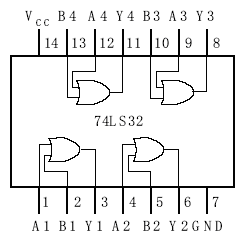 Vcc B4 A4 Y4 B3 A3 Y3
14 13 12 11 10 9 8
74LS32
1 2 3 4 5 6 7
A1 B1 Y1 A2 B2 Y2 GND